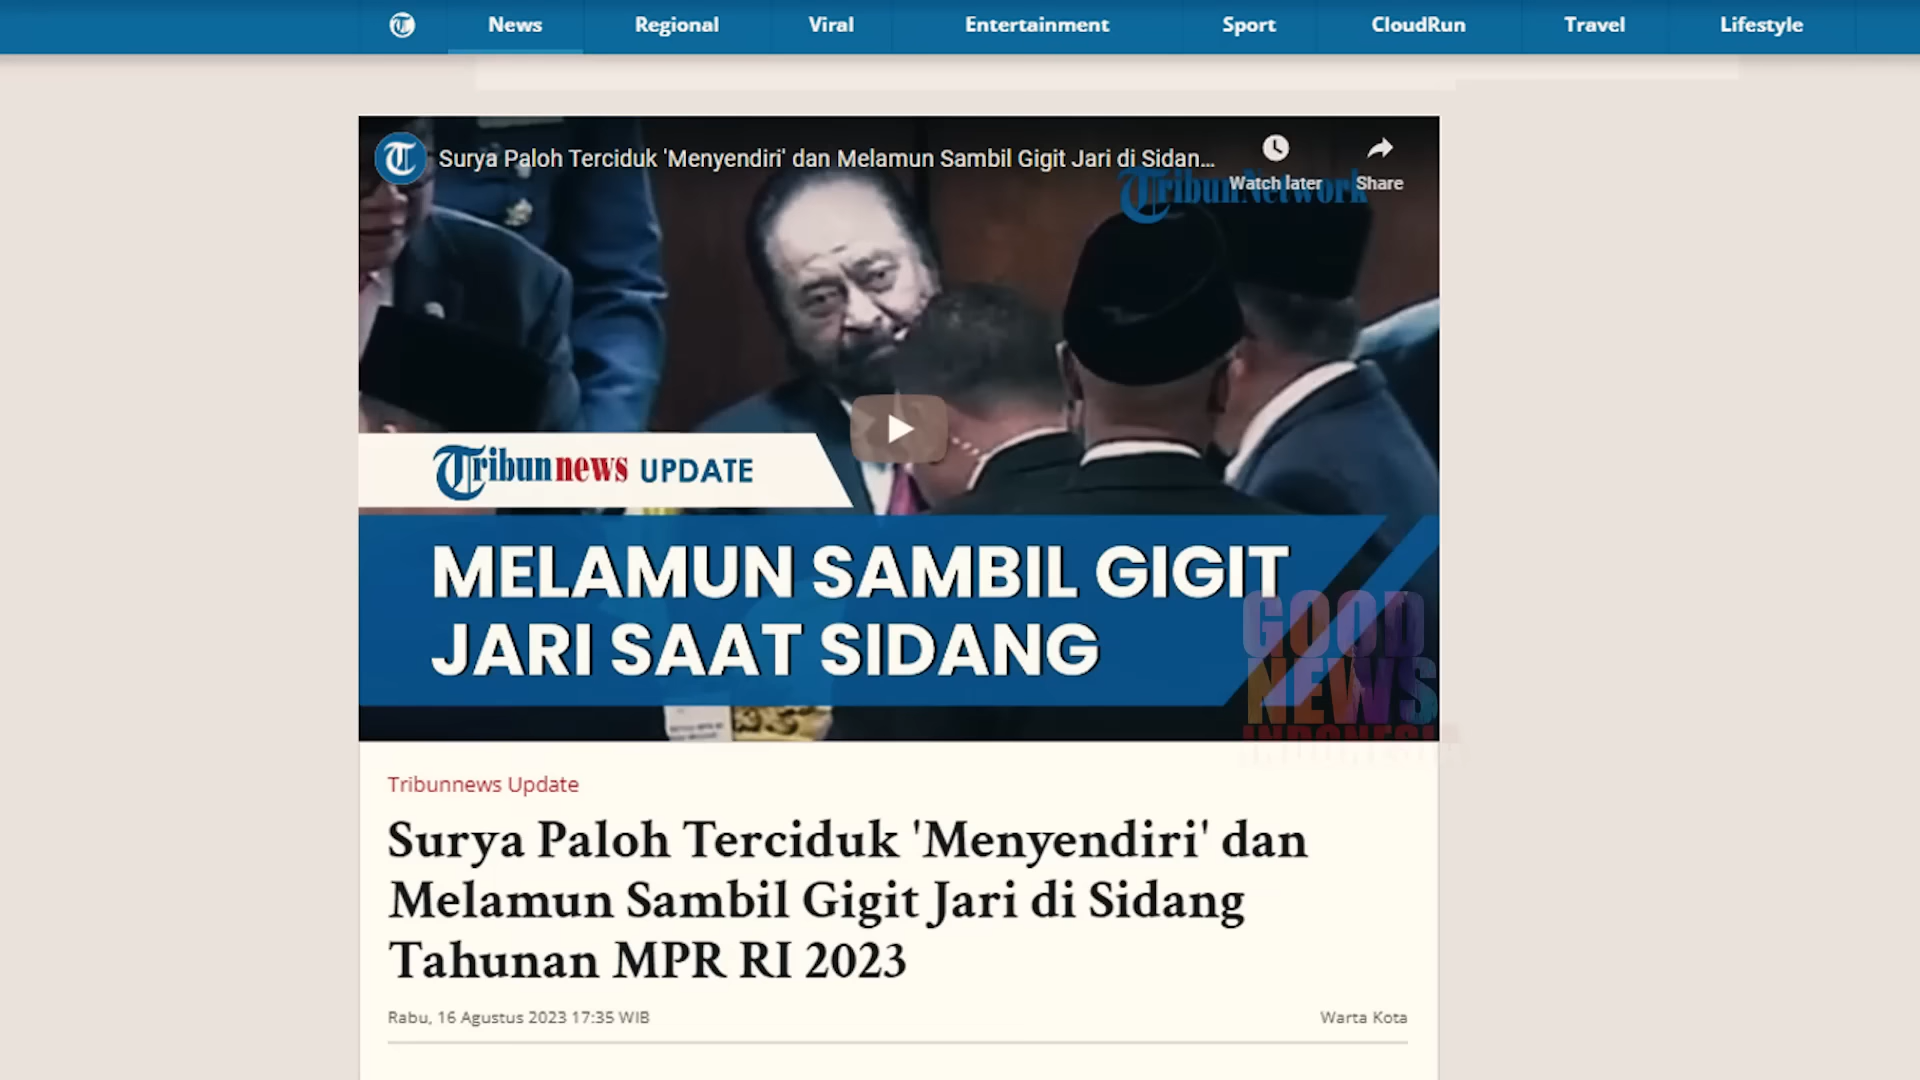 News Regional Viral Entertainment Sport CloudRun Travel Lifestyle
Surya Paloh Terciduk 'Menyendiri' dan Melamun Sambil Gigit Jari di Sidan...
Watch later Share
TribunNetwork
Tribunnews UPDATE
MELAMUN SAMBIL GIGIT
JARI SAAT SIDANG
GOOD
NEWS
INDONESIA
Tribunnews Update
Surya Paloh Terciduk 'Menyendiri' dan
Melamun Sambil Gigit Jari di Sidang
Tahunan MPR RI 2023
Rabu, 16 Agustus 2023 17:35 WIB
Warta Kota